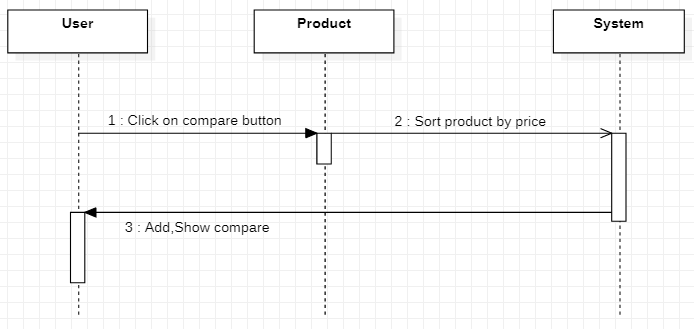 User
Product
System
1 : Click on compare button
2 : Sort product by price
3 : Add,Show compare